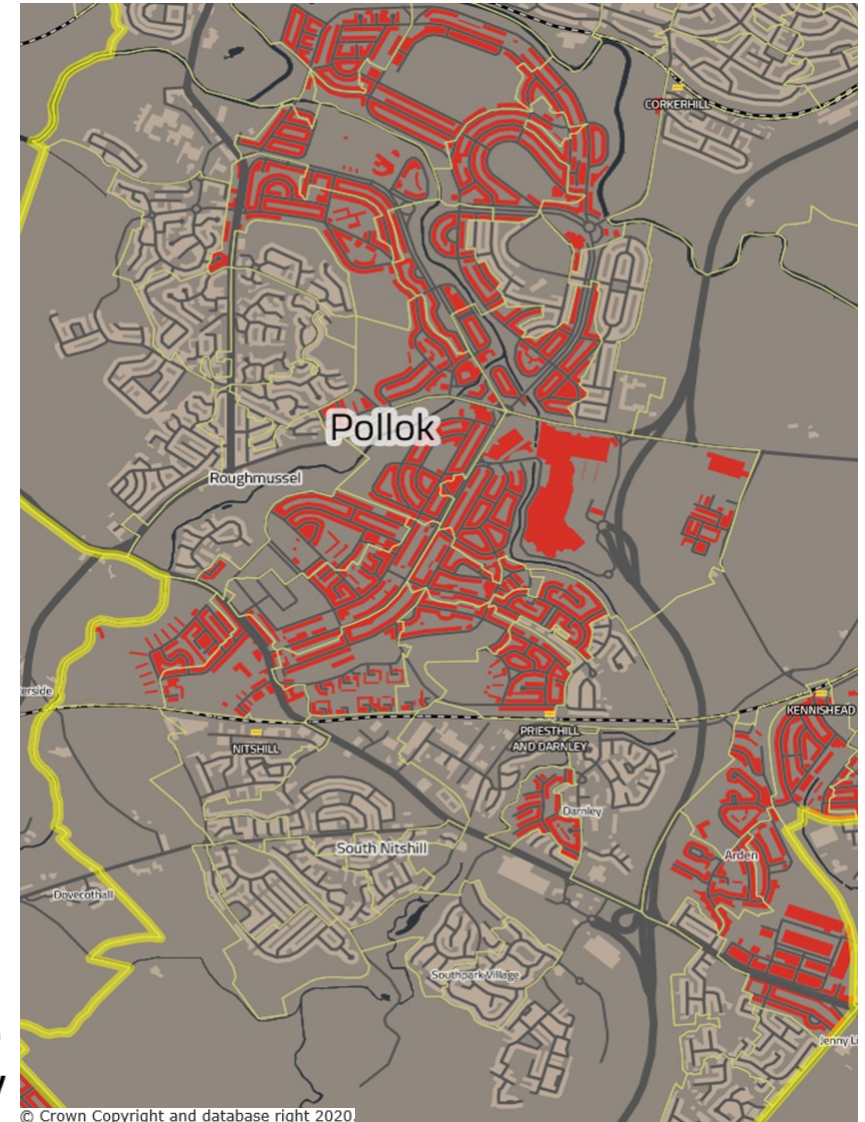 CORKERHILL
Pollok
Roughmussel
erside
KENNISHEAD
PRIESTHILL
AND DARNLEY
NITSHILL
Darnley
South Nitshill
Arden
Dovecothall
Southpark Village
Jenny L
© Crown Copyright and database right 2020.